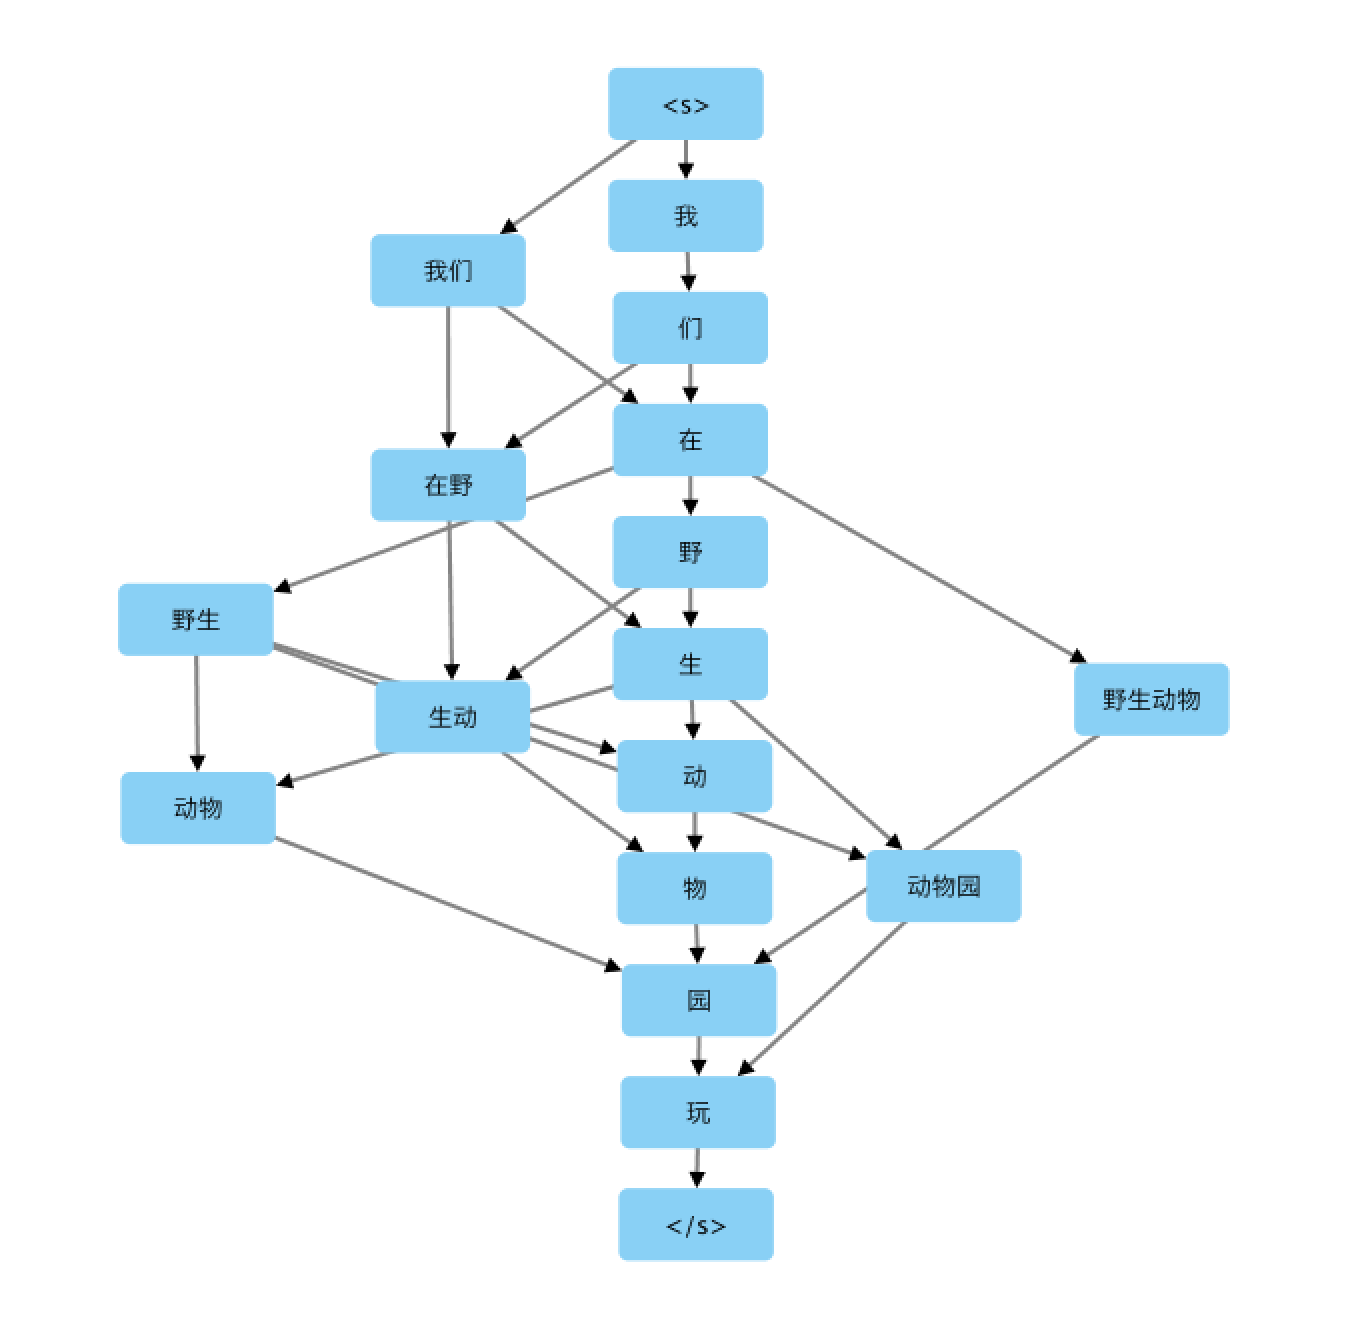 <s>
我
我们
们
在
在野
野
野生
生
野生动物
生动
动
动物
物
动物园
园
玩
</s>